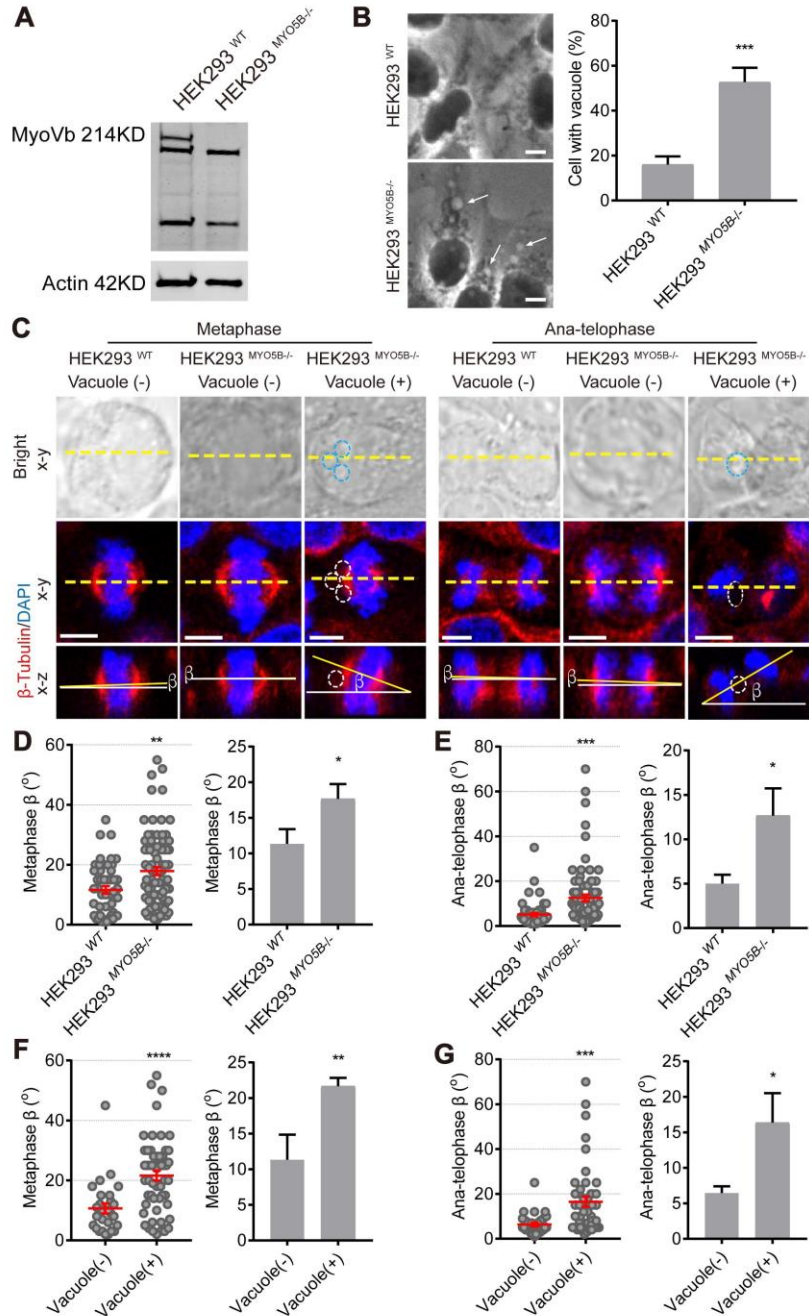 A
HEK293 WT
HEK293 MYO5B-/-
MyoVb 214KD
Actin 42KD
B
HEK293 WT
HEK293 MYO5B-/-
Cell with vacuole (%)
80
60
40
20
0
***
HEK293 WT
HEK293 MYO5B-/-
C
Metaphase
Ana-telophase
HEK293 WT
Vacuole (-)
HEK293 MYO5B-/-
Vacuole (-)
HEK293 MYO5B-/-
Vacuole (+)
HEK293 WT
Vacuole (-)
HEK293 MYO5B-/-
Vacuole (-)
HEK293 MYO5B-/-
Vacuole (+)
Bright
x-y
β-Tubulin/DAPI
x-y
x-z
β
β
β
β
β
β
D
Metaphase β (°)
60
40
20
0
**
HEK293 WT
HEK293 MYO5B-/-
Metaphase β (°)
25
20
15
10
5
0
*
HEK293 WT
HEK293 MYO5B-/-
E
Ana-telophase β (°)
80
60
40
20
0
***
HEK293 WT
HEK293 MYO5B-/-
Ana-telophase β (°)
20
15
10
5
0
*
HEK293 WT
HEK293 MYO5B-/-
F
Metaphase β (°)
60
40
20
0
****
Vacuole(-)
Vacuole(+)
Metaphase β (°)
25
20
15
10
5
0
**
Vacuole(-)
Vacuole(+)
G
Ana-telophase β (°)
80
60
40
20
0
***
Vacuole(-)
Vacuole(+)
Ana-telophase β (°)
25
20
15
10
5
0
*
Vacuole(-)
Vacuole(+)